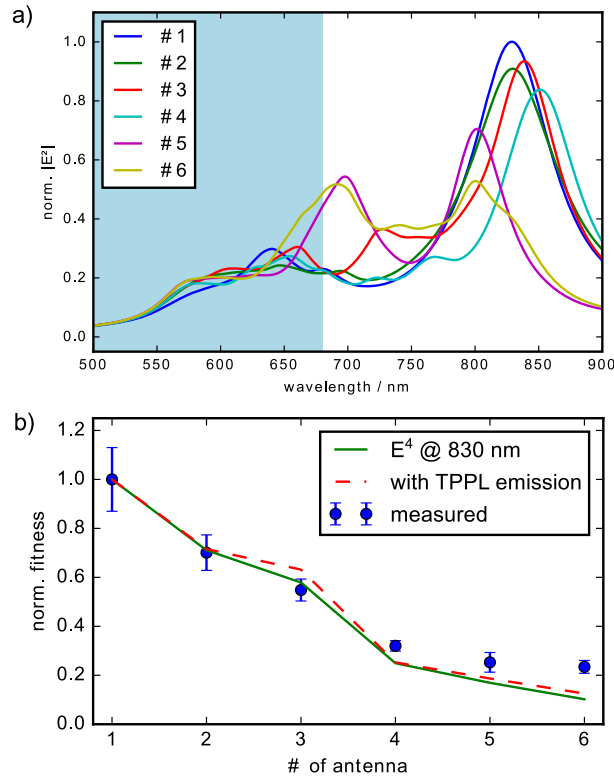 a)
norm. |E²|
1.0
0.8
0.6
0.4
0.2
0.0
# 1
# 2
# 3
# 4
# 5
# 6
500 550 600 650 700 750 800 850 900
wavelength / nm
b)
norm. fitness
1.2
1.0
0.8
0.6
0.4
0.2
0.0
E⁴ @ 830 nm
with TPPL emission
measured
1 2 3 4 5 6
# of antenna